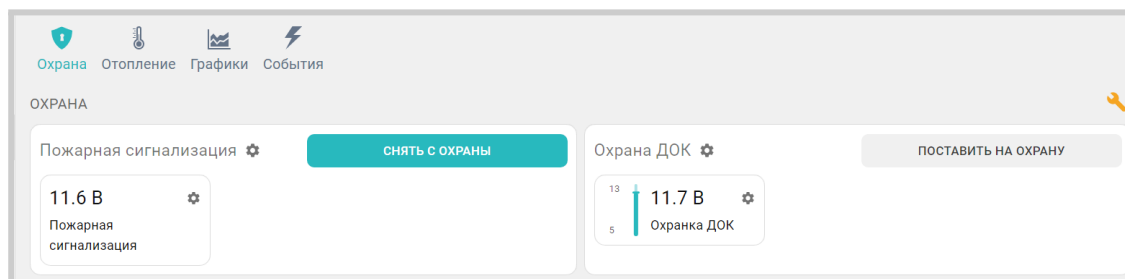 Охрана Отопление Графики События
ОХРАНА
Пожарная сигнализация СНЯТЬ С ОХРАНЫ
11.6 В
Пожарная
сигнализация
Охрана ДОК ПОСТАВИТЬ НА ОХРАНУ
13
11.7 В
5
Охранка ДОК